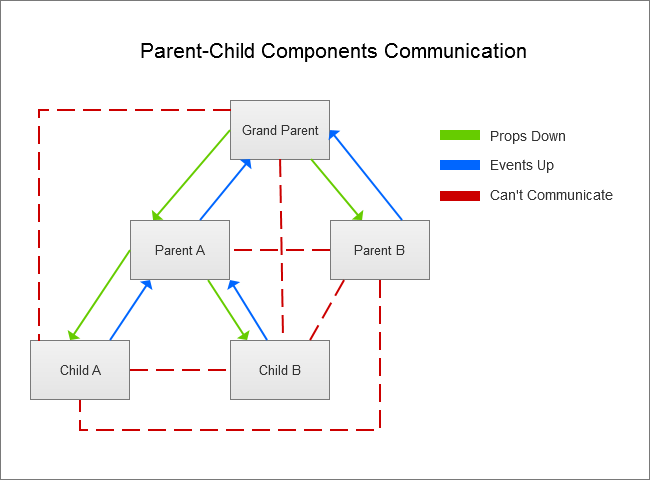 Parent-Child Components Communication
Grand Parent
Props Down
Events Up
Can't Communicate
Parent A
Parent B
Child A
Child B